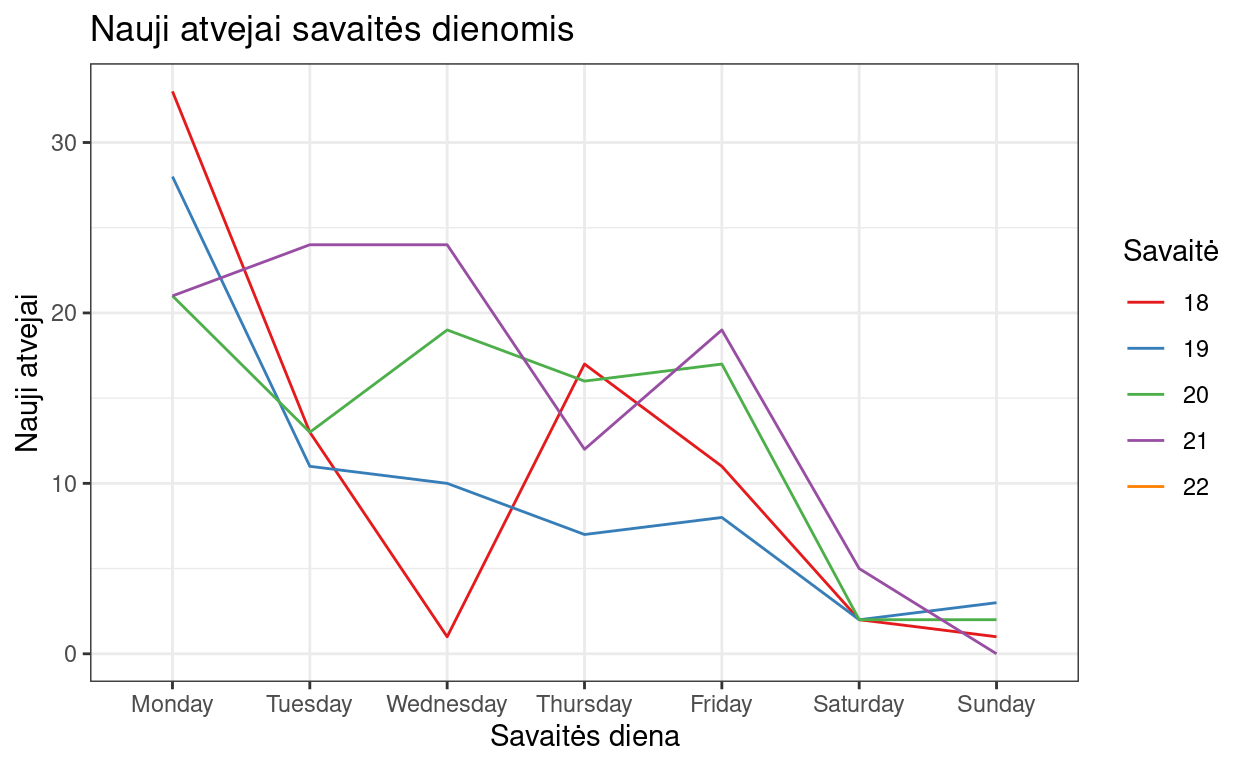 Nauji atvejai savaitės dienomis
Nauji atvejai
30
20
10
0
Monday Tuesday Wednesday Thursday Friday Saturday Sunday
Savaitės diena
Savaitė
18
19
20
21
22